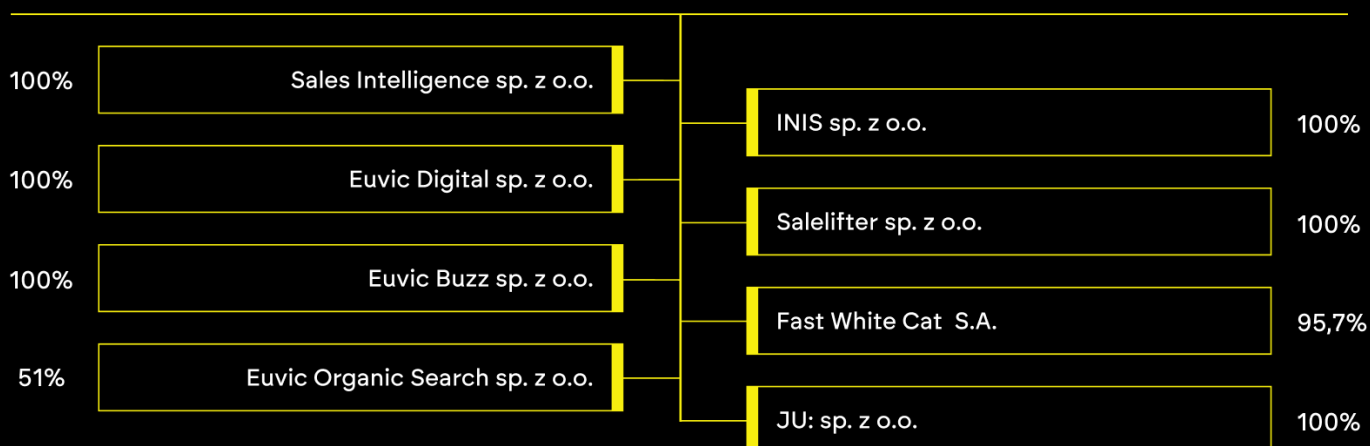 100% Sales Intelligence sp. z o.o.
INIS sp. z o.o. 100%
100% Euvic Digital sp. z o.o.
Salelifter sp. z o.o. 100%
100% Euvic Buzz sp. z o.o.
Fast White Cat S.A. 95,7%
51% Euvic Organic Search sp. z o.o.
JU: sp. z o.o. 100%